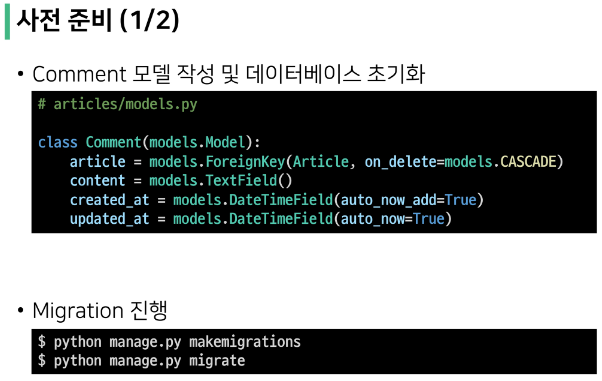 사전 준비 (1/2)
• Comment 모델 작성 및 데이터베이스 초기화
# articles/models.py
class Comment(models.Model):
    article = models.ForeignKey(Article, on_delete=models.CASCADE)
    content = models.TextField()
    created_at = models.DateTimeField(auto_now_add=True)
    updated_at = models.DateTimeField(auto_now=True)
• Migration 진행
$ python manage.py makemigrations
$ python manage.py migrate